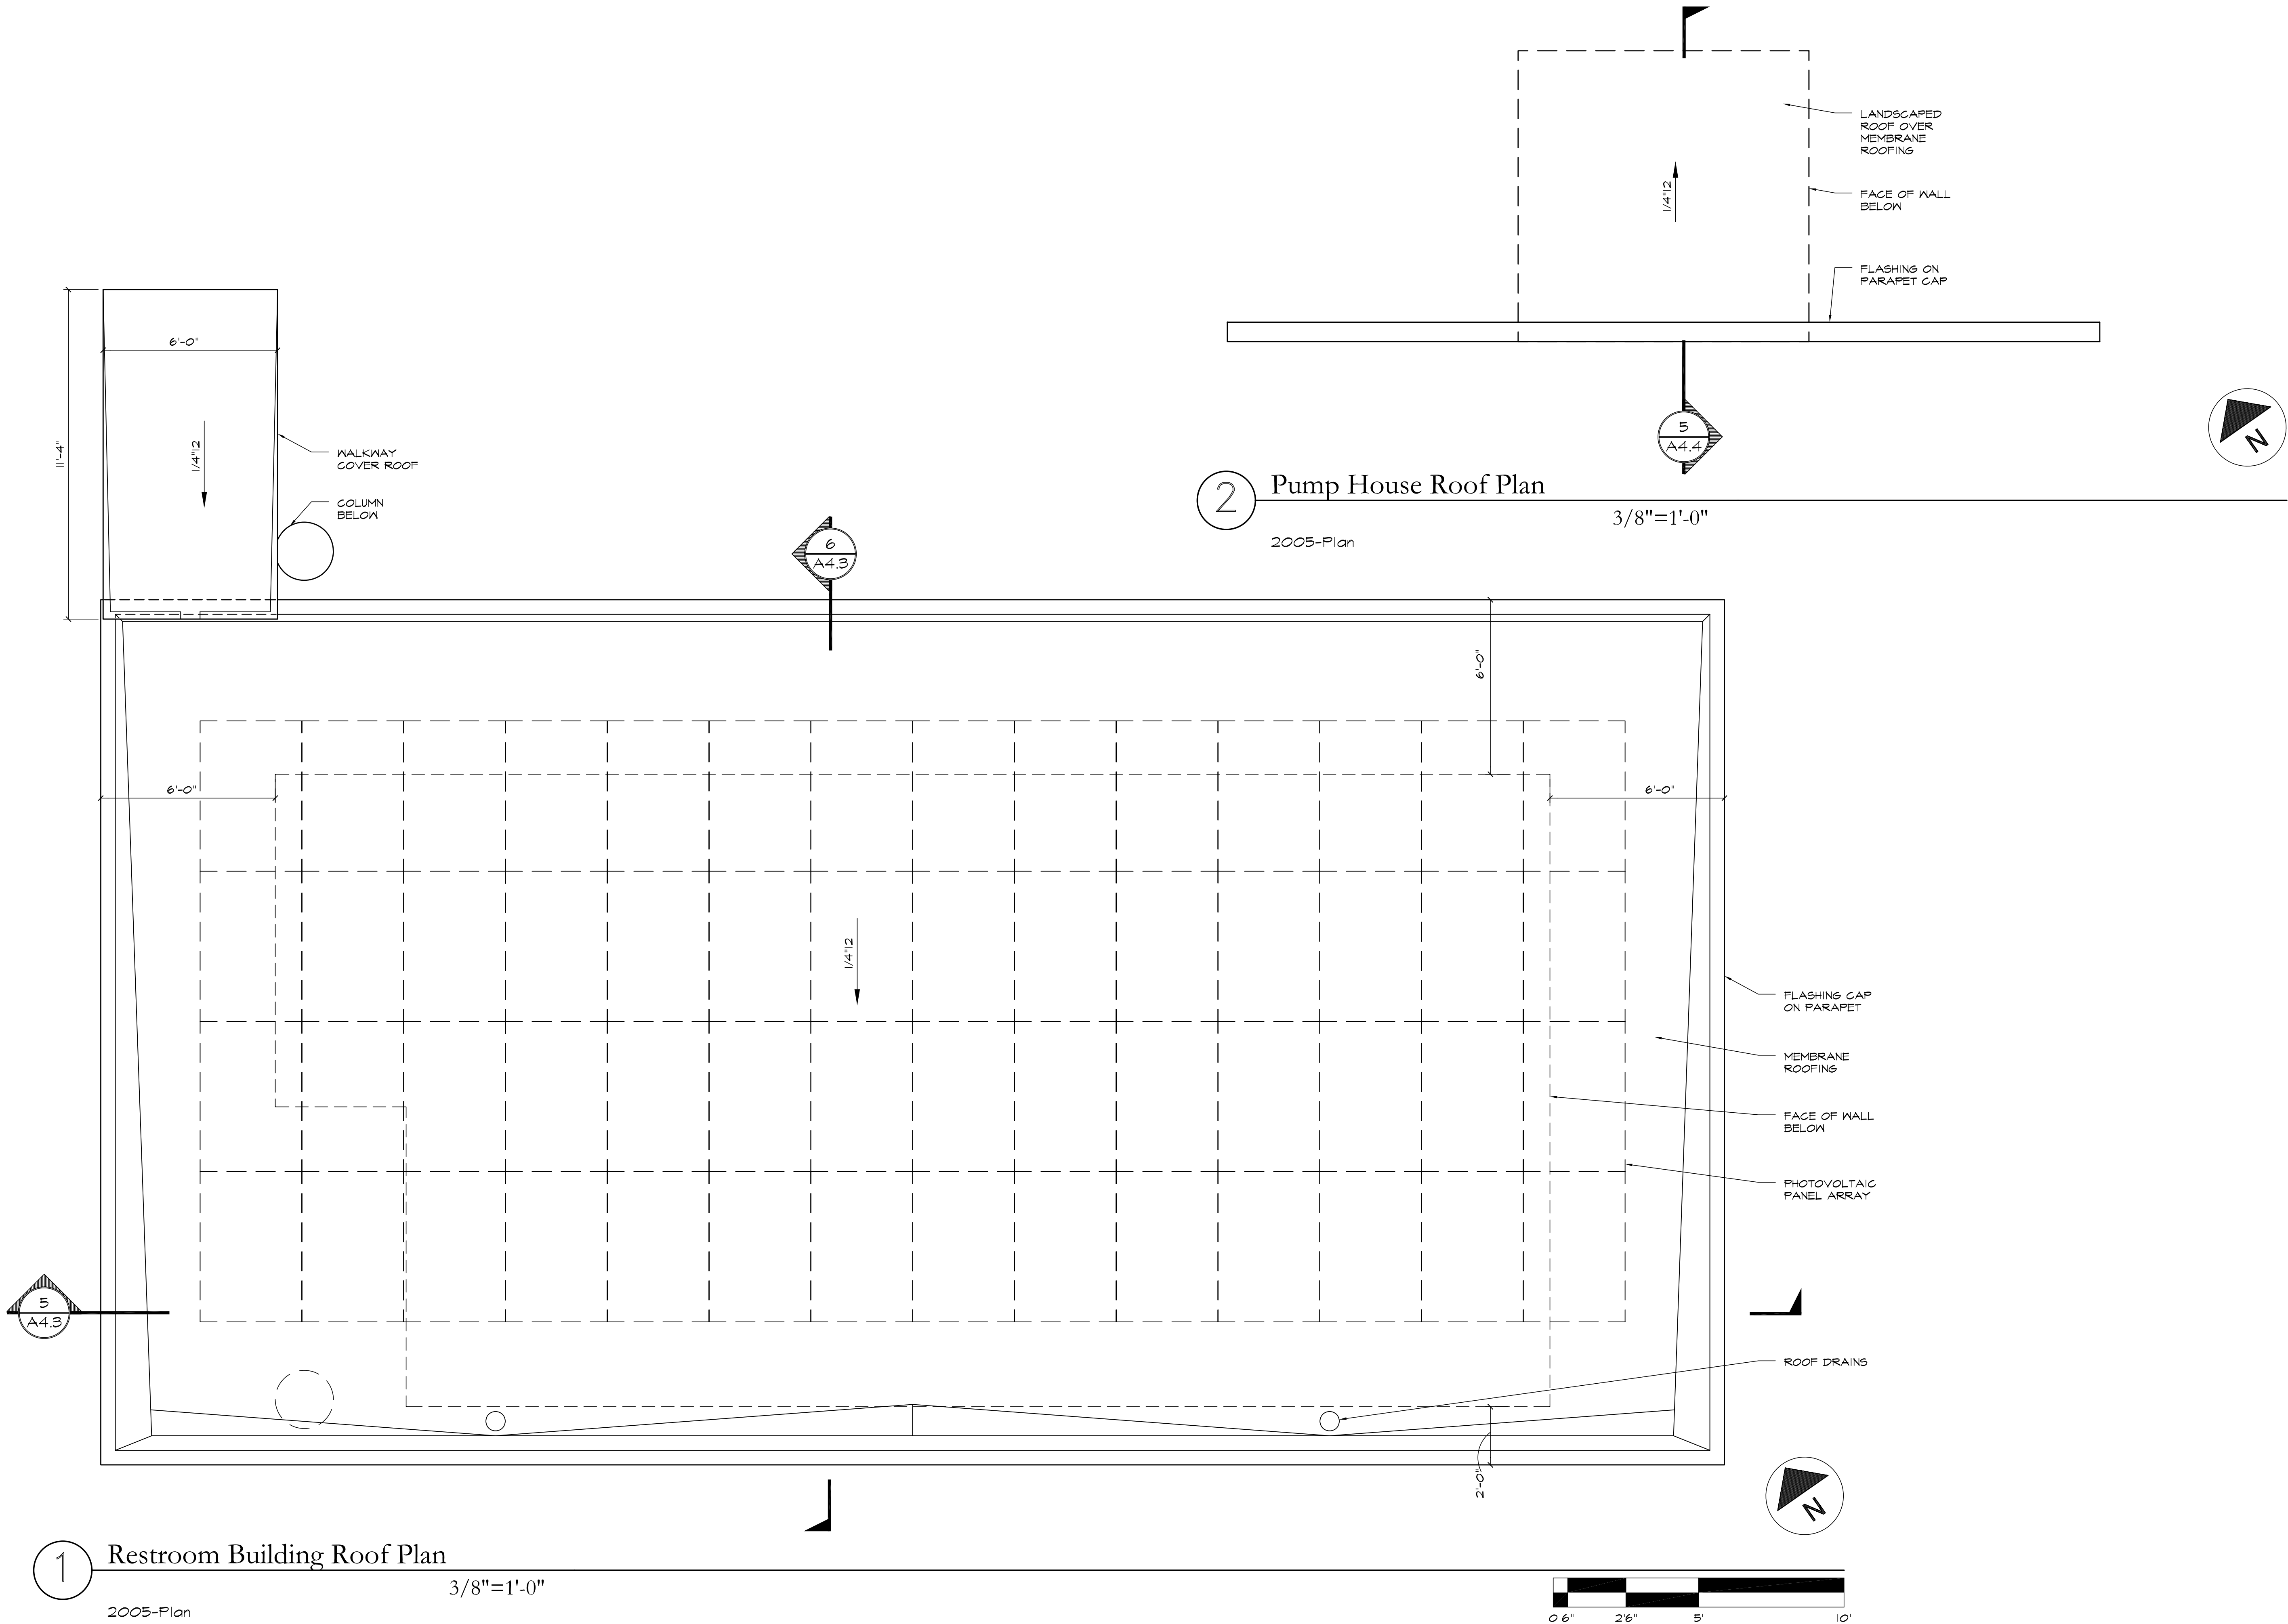 LANDSCAPED
ROOF OVER
MEMBRANE
ROOFING
1/4"12
FACE OF WALL
BELOW
FLASHING ON
PARAPET CAP
5
A4.4
N
2
Pump House Roof Plan
3/8"=1'-0"
2005-Plan
6'-0"
11'-4"
1/4"12
WALKWAY
COVER ROOF
COLUMN
BELOW
6
A4.3
6'-0"
6'-0"
6'-0"
1/4"12
FLASHING CAP
ON PARAPET
MEMBRANE
ROOFING
FACE OF WALL
BELOW
PHOTOVOLTAIC
PANEL ARRAY
5
A4.3
ROOF DRAINS
2'-0"
N
1
Restroom Building Roof Plan
3/8"=1'-0"
2005-Plan
0 6" 2'6" 5' 10'